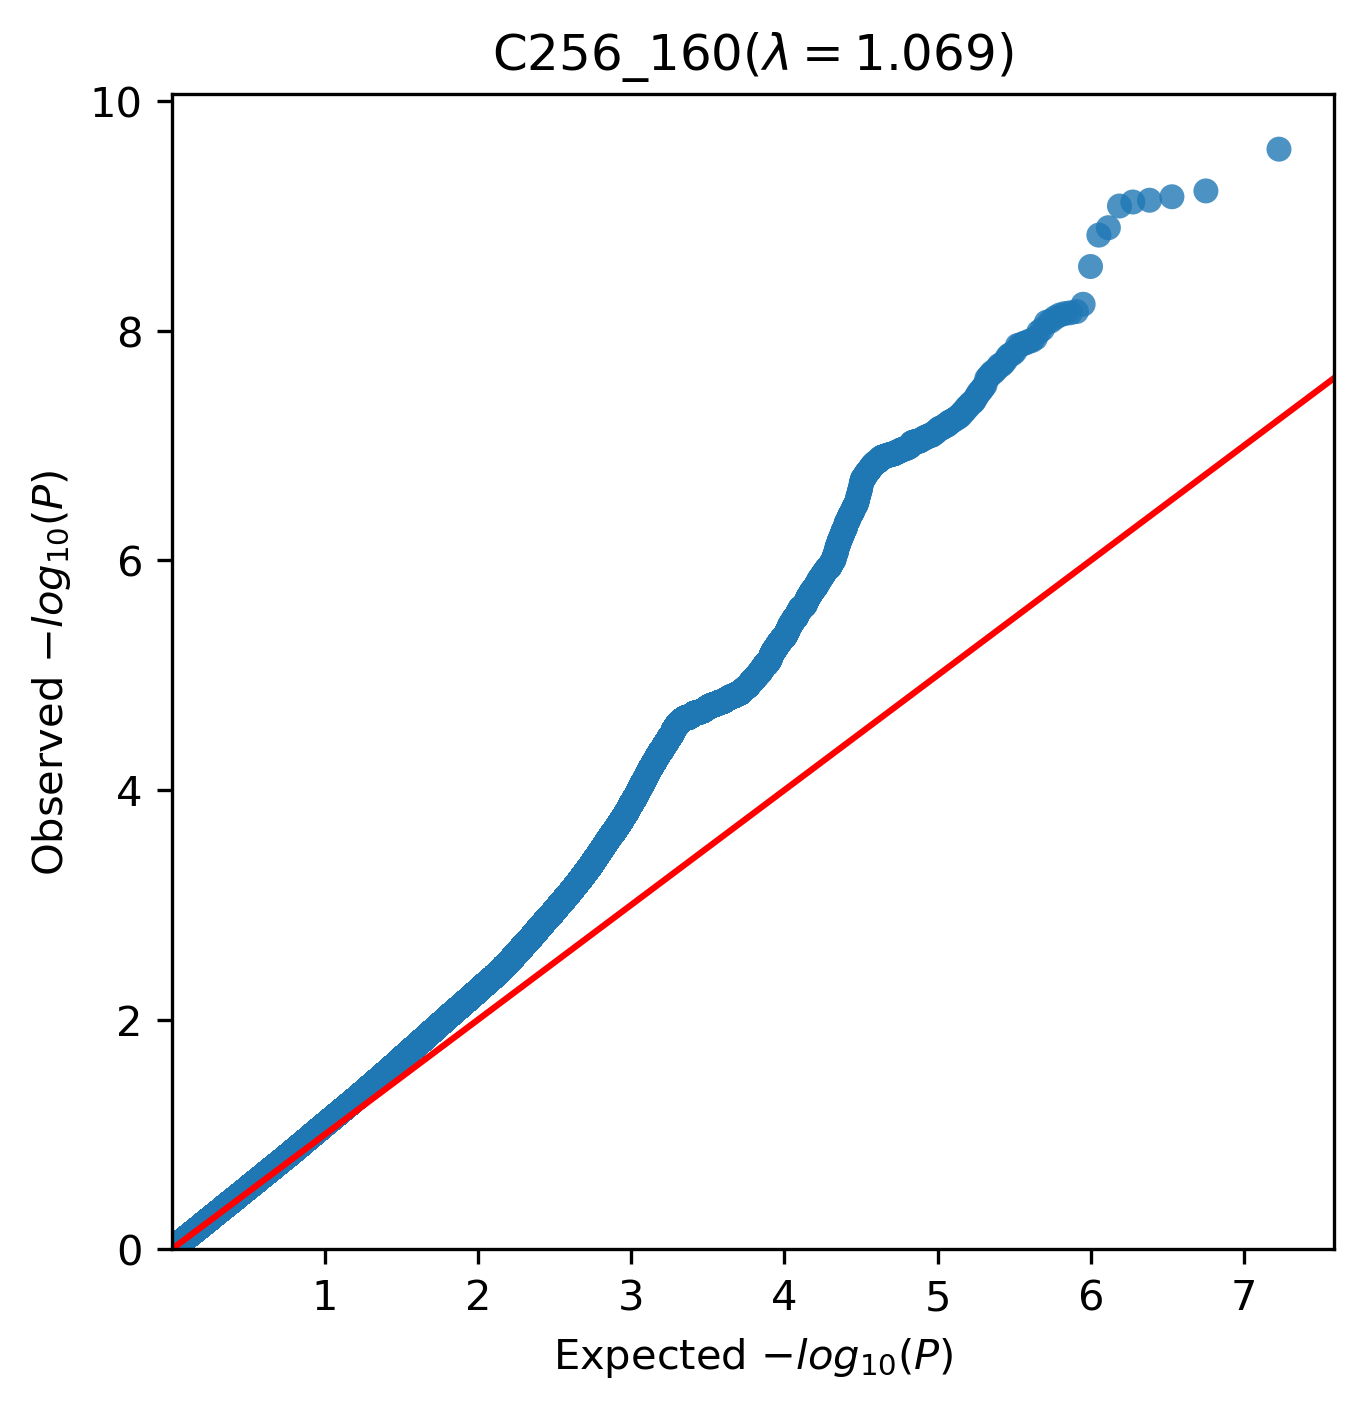 C256_160(λ = 1.069)
Observed −log10(P)
10
8
6
4
2
0
1 2 3 4 5 6 7
Expected −log10(P)